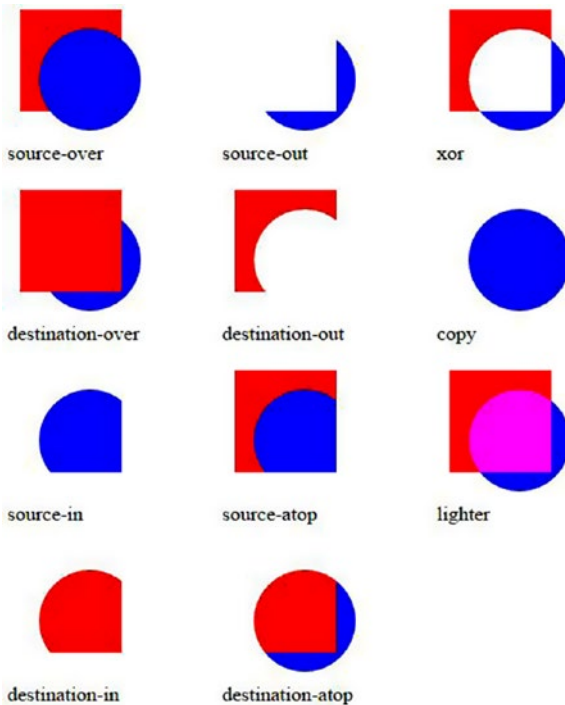 source-over
source-out
xor
destination-over
destination-out
copy
source-in
source-atop
lighter
destination-in
destination-atop